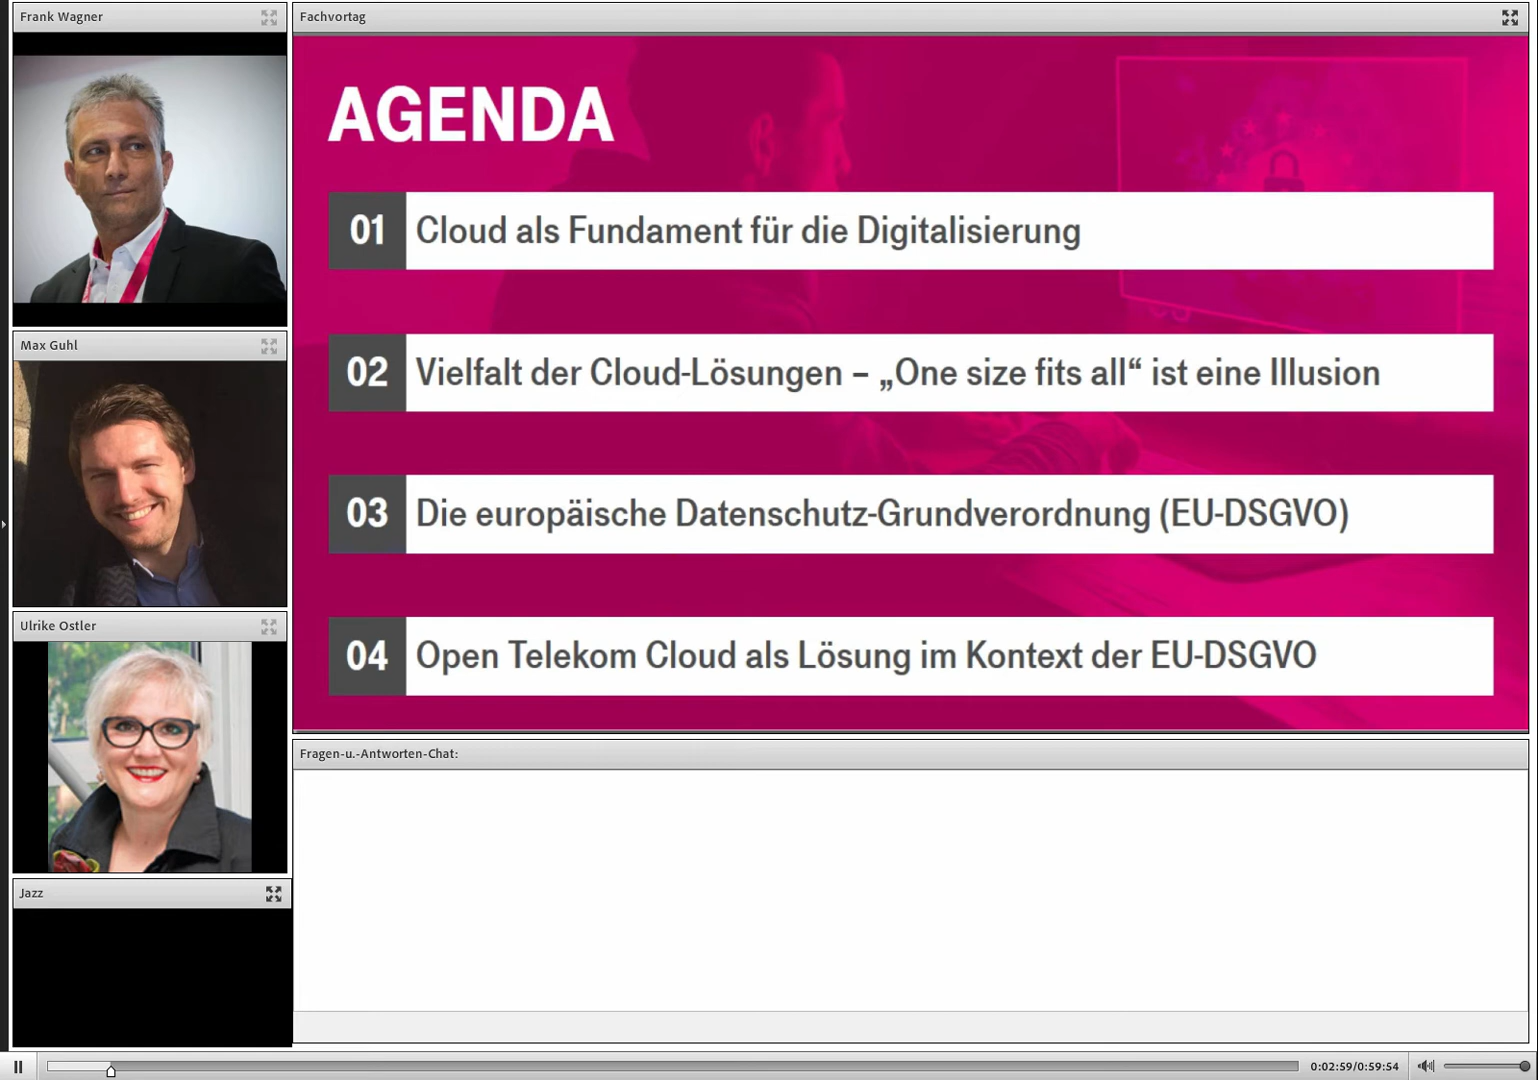 Frank Wagner
Max Guhl
Ulrike Ostler
Jazz
Fachvortag
AGENDA
01 Cloud als Fundament für die Digitalisierung
02 Vielfalt der Cloud-Lösungen – „One size fits all“ ist eine Illusion
03 Die europäische Datenschutz-Grundverordnung (EU-DSGVO)
04 Open Telekom Cloud als Lösung im Kontext der EU-DSGVO
Fragen-u.-Antworten-Chat:
0:02:59/0:59:54